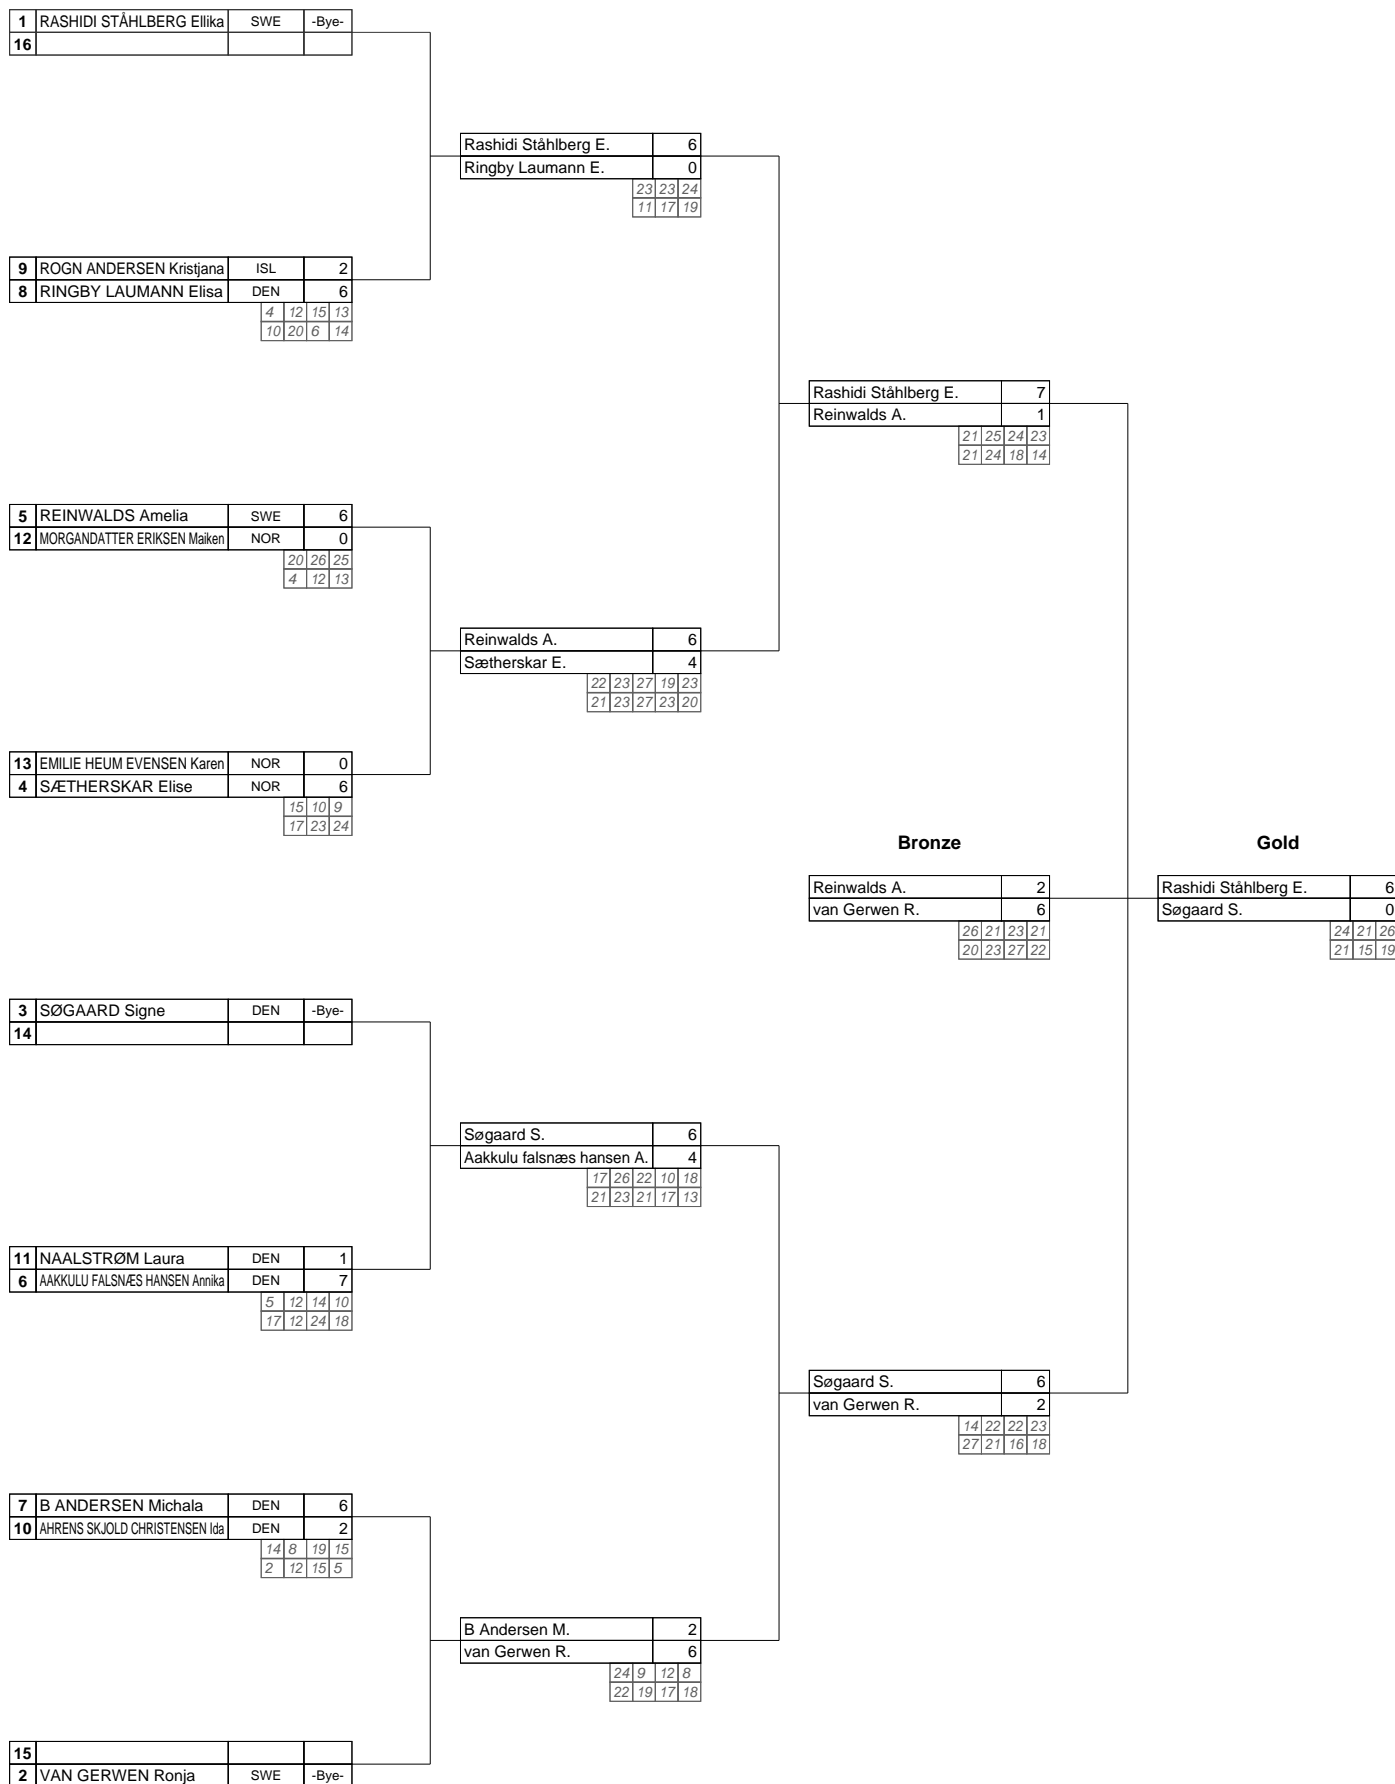 1 RASHIDI STÅHLBERG Ellika SWE -Bye-
16
Rashidi Ståhlberg E. 6
Ringby Laumann E. 0
23 23 24
11 17 19
9 ROGN ANDERSEN Kristjana ISL 2
8 RINGBY LAUMANN Elisa DEN 6
4 12 15 13
10 20 6 14
Rashidi Ståhlberg E. 7
Reinwalds A. 1
21 25 24 23
21 24 18 14
5 REINWALDS Amelia SWE 6
12 MORGANDATTER ERIKSEN Maiken NOR 0
20 26 25
4 12 13
Reinwalds A. 6
Sætherskar E. 4
22 23 27 19 23
21 23 27 23 20
13 EMILIE HEUM EVENSEN Karen NOR 0
4 SÆTHERSKAR Elise NOR 6
15 10 9
17 23 24
Bronze
Gold
Reinwalds A. 2
van Gerwen R. 6
26 21 23 21
20 23 27 22
Rashidi Ståhlberg E. 6
Søgaard S. 0
24 21 26
21 15 19
3 SØGAARD Signe DEN -Bye-
14
Søgaard S. 6
Aakkulu falsnæs hansen A. 4
17 26 22 10 18
21 23 21 17 13
11 NAALSTRØM Laura DEN 1
6 AAKKULU FALSNÆS HANSEN Annika DEN 7
5 12 14 10
17 12 24 18
Søgaard S. 6
van Gerwen R. 2
14 22 22 23
27 21 16 18
7 B ANDERSEN Michala DEN 6
10 AHRENS SKJOLD CHRISTENSEN Ida DEN 2
14 8 19 15
2 12 15 5
B Andersen M. 2
van Gerwen R. 6
24 9 12 8
22 19 17 18
15
2 VAN GERWEN Ronja SWE -Bye-